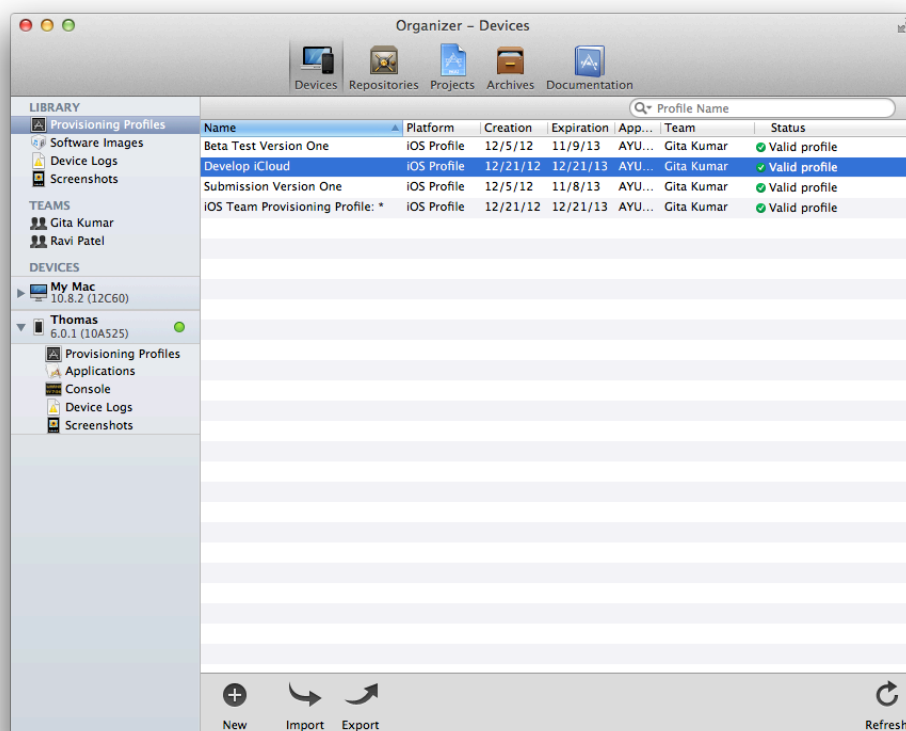 Organizer – Devices
Devices Repositories Projects Archives Documentation
Profile Name
LIBRARY
Provisioning Profiles
Software Images
Device Logs
Screenshots
TEAMS
Gita Kumar
Ravi Patel
DEVICES
My Mac
10.8.2 (12C60)
Thomas
6.0.1 (10A525)
Provisioning Profiles
Applications
Console
Device Logs
Screenshots
Name Platform Creation Expiration App... Team Status
Beta Test Version One iOS Profile 12/5/12 11/9/13 AYU... Gita Kumar Valid profile
Develop iCloud iOS Profile 12/21/12 12/21/13 AYU... Gita Kumar Valid profile
Submission Version One iOS Profile 12/5/12 11/8/13 AYU... Gita Kumar Valid profile
iOS Team Provisioning Profile: * iOS Profile 12/21/12 12/21/13 AYU... Gita Kumar Valid profile
New Import Export Refresh